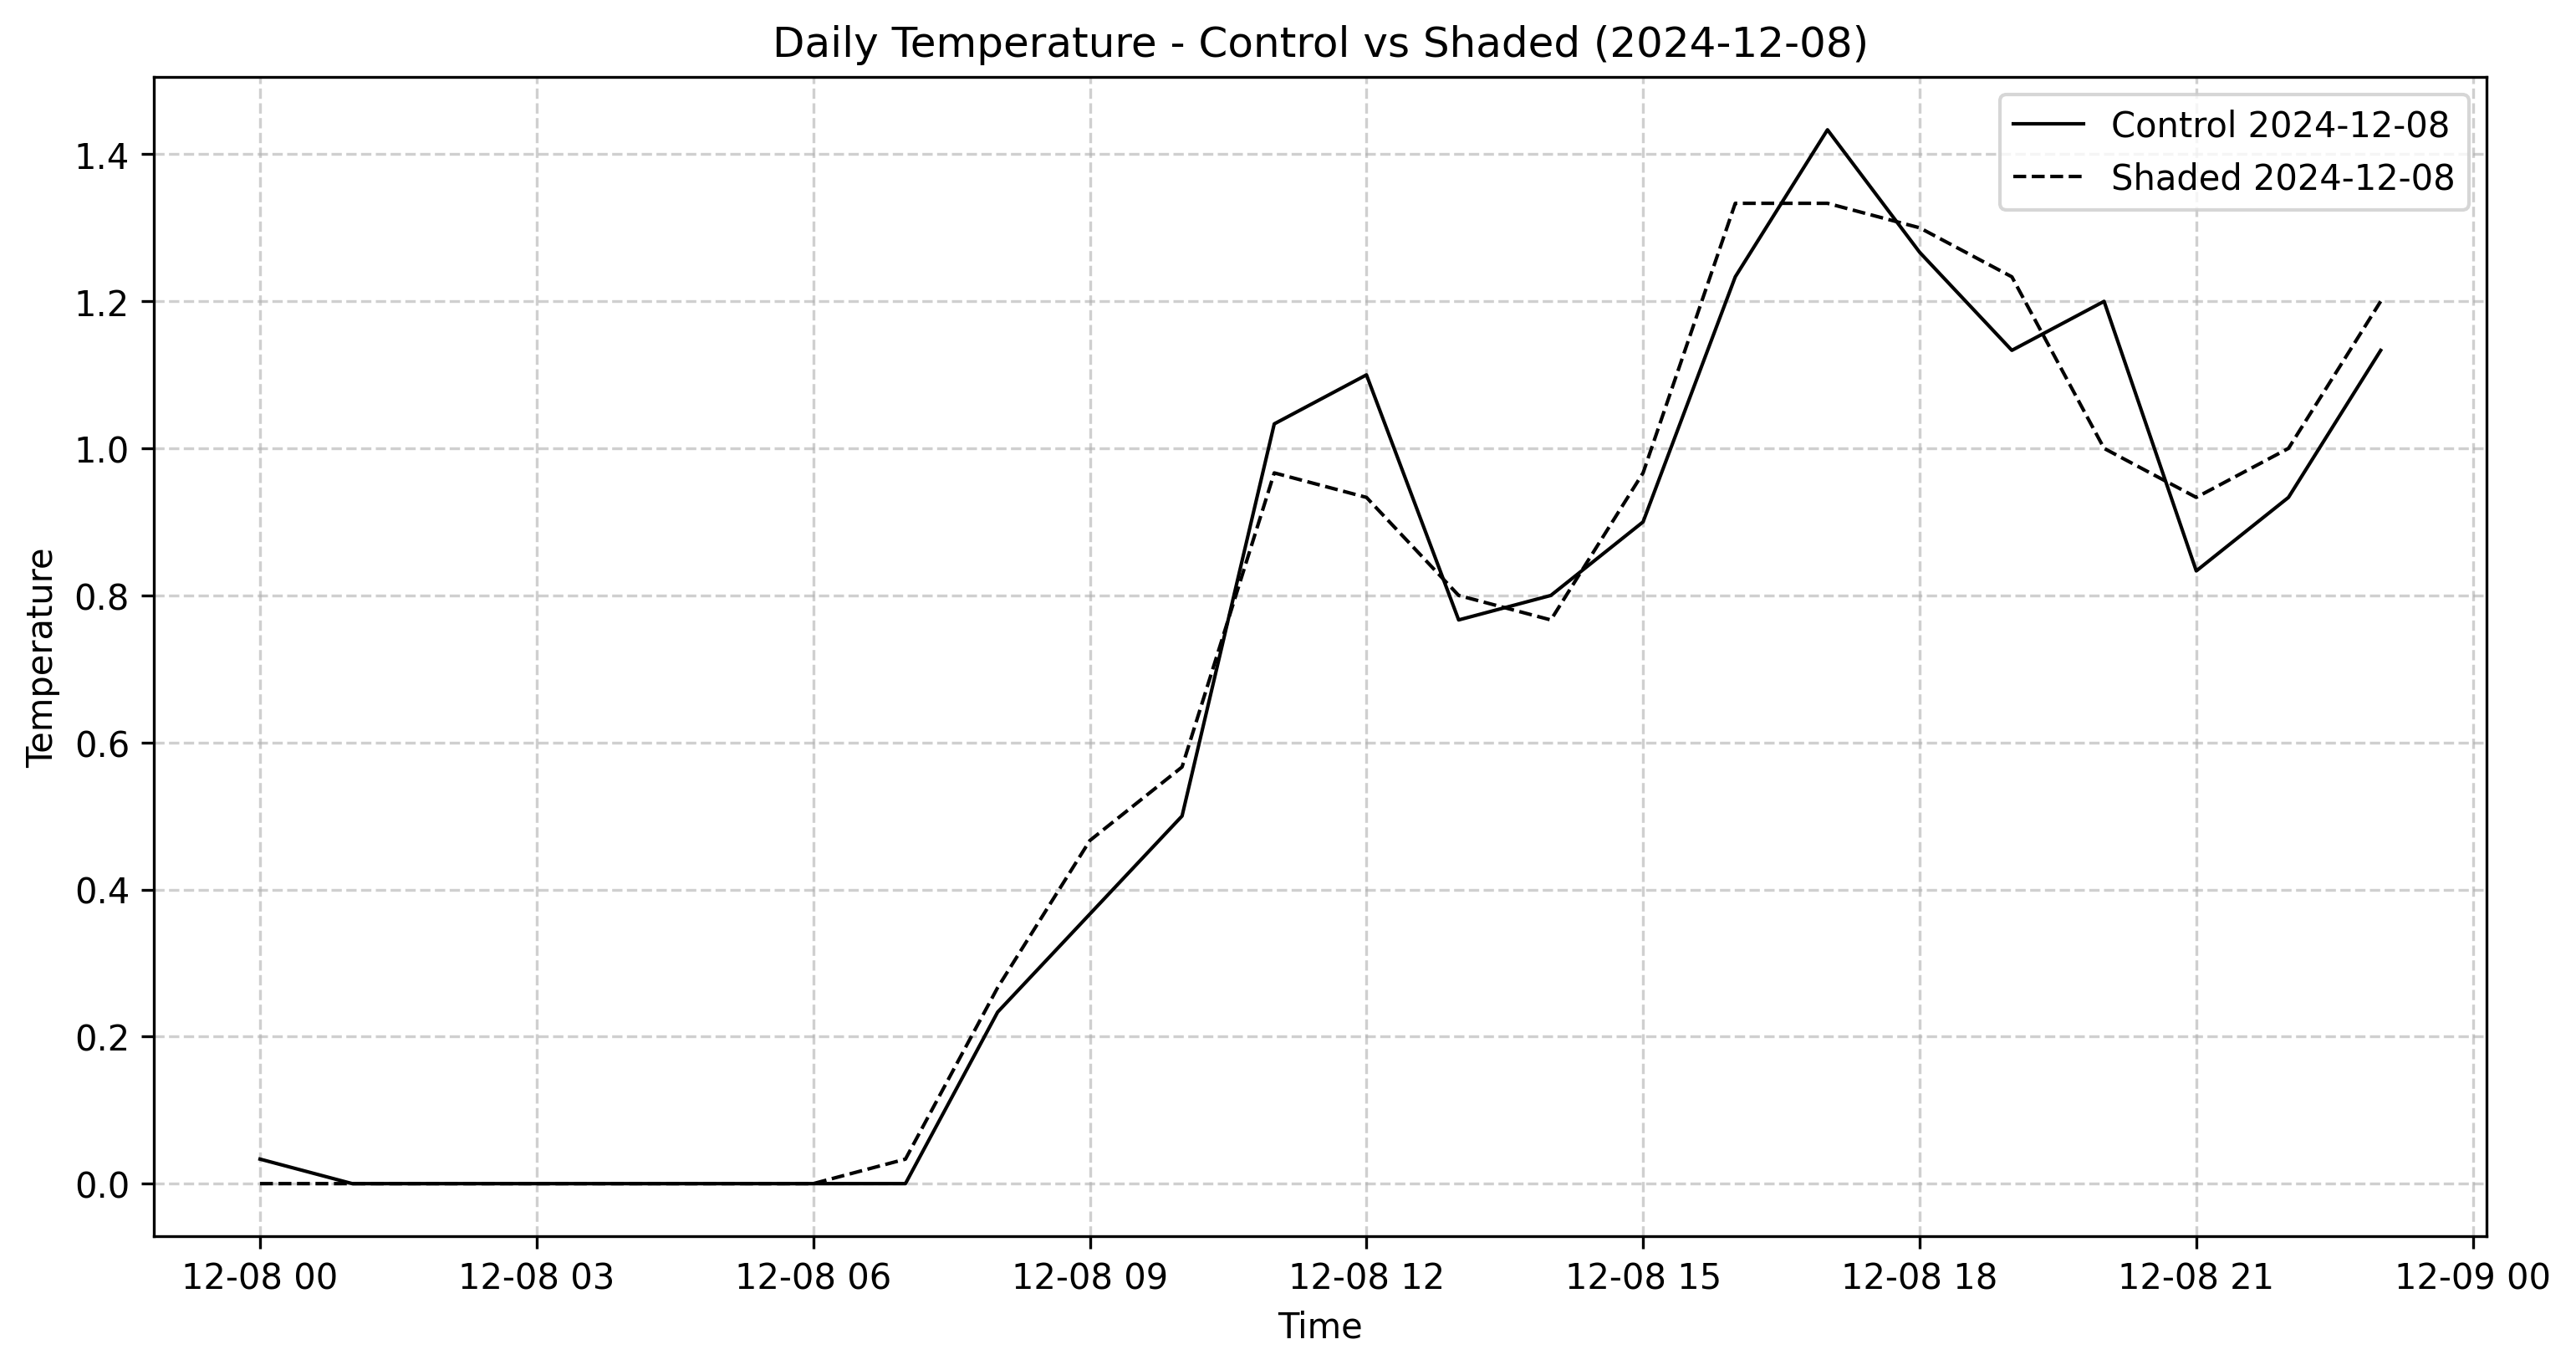 Daily Temperature - Control vs Shaded (2024-12-08)
Control 2024-12-08
Shaded 2024-12-08
Temperature
1.4
1.2
1.0
0.8
0.6
0.4
0.2
0.0
12-08 00 12-08 03 12-08 06 12-08 09 12-08 12 12-08 15 12-08 18 12-08 21 12-09 00
Time